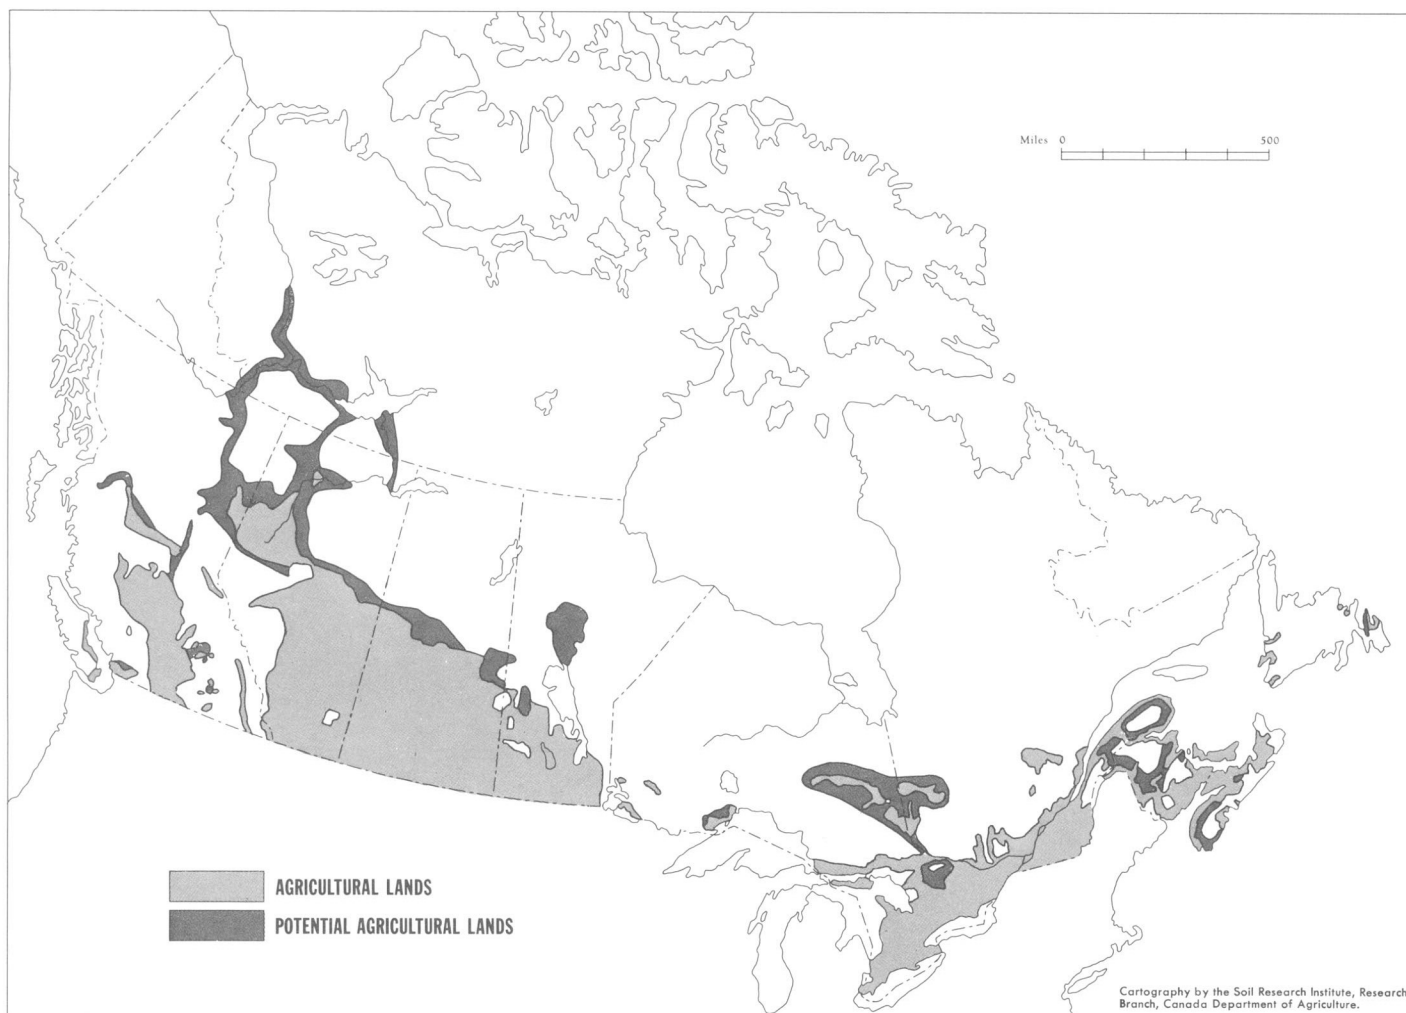 Miles 0 500
AGRICULTURAL LANDS
POTENTIAL AGRICULTURAL LANDS
Cartography by the Soil Research Institute, Research
Branch, Canada Department of Agriculture.